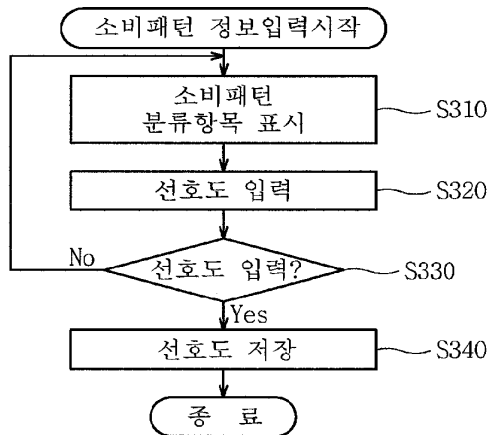 소비패턴 정보입력시작
소비패턴
분류항목 표시
S310
선호도 입력
S320
선호도 입력?
S330
No
Yes
선호도 저장
S340
종 료